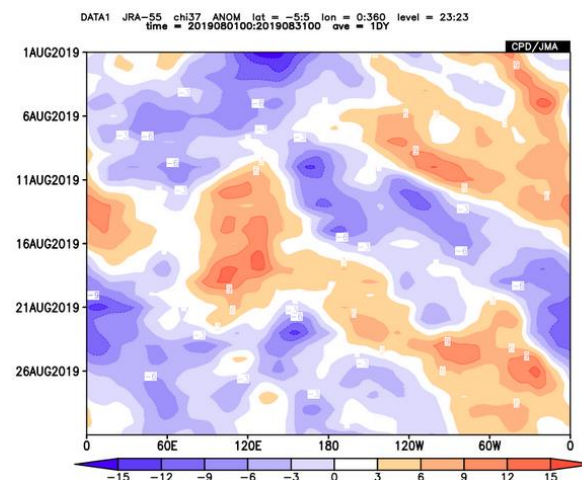 DATA1 JRA-55 chi37 ANOM lat = -5:5 lon = 0:360 level = 23:23
time = 2019080100:2019083100 ave = 1DY
CPD/JMA
1AUG2019
6AUG2019
11AUG2019
16AUG2019
21AUG2019
26AUG2019
0 60E 120E 180 120W 60W 0
-15 -12 -9 -6 -3 0 3 6 9 12 15